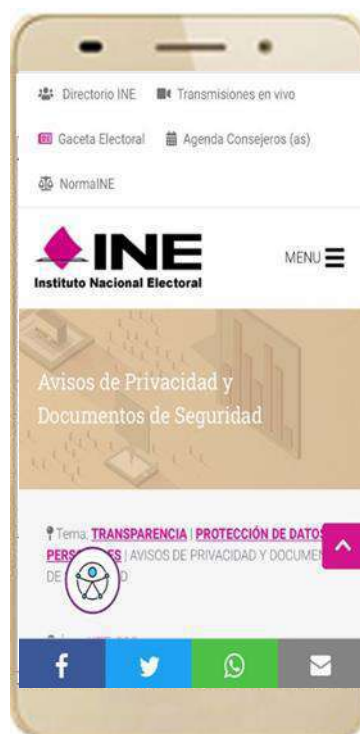 Directorio INE Transmisiones en vivo
Gaceta Electoral Agenda Consejeros (as)
NormaINE
INE
Instituto Nacional Electoral
MENU
Avisos de Privacidad y
Documentos de Seguridad
Tema: TRANSPARENCIA | PROTECCIÓN DE DATOS
| AVISOS DE PRIVACIDAD Y
DE